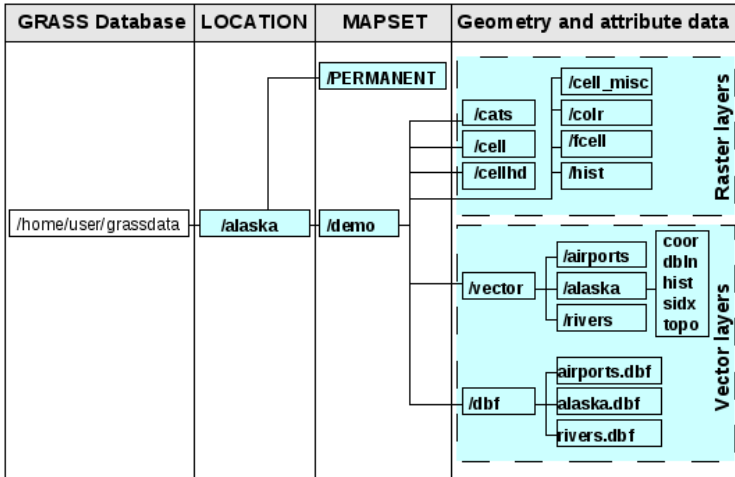 GRASS Database LOCATION MAPSET Geometry and attribute data
/PERMANENT
/cell_misc
/cats
/colr
/cell
/fcell
/cellhd
/hist
Raster layers
/home/user/grassdata
/alaska
/demo
/vector
/airports
/alaska
/rivers
coor
dbln
hist
sidx
topo
/dbf
airports.dbf
alaska.dbf
rivers.dbf
Vector layers